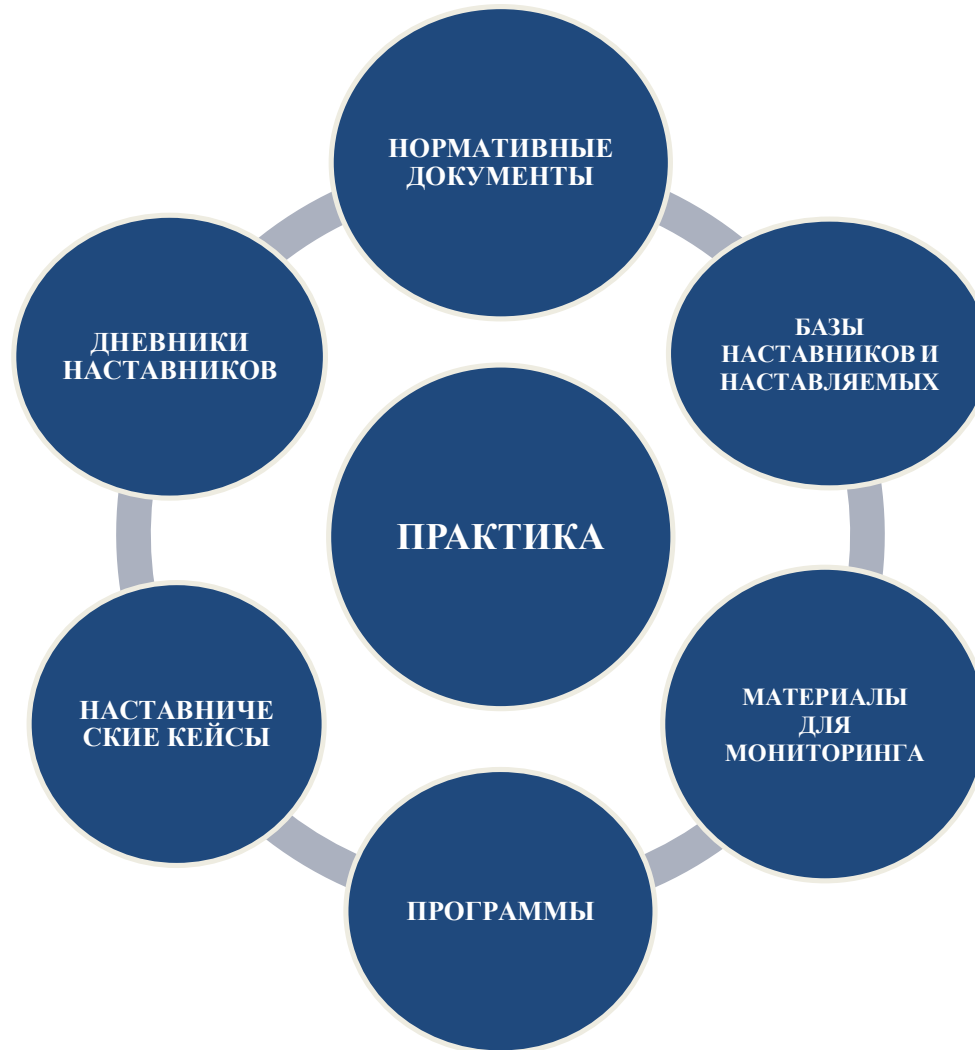 НОРМАТИВНЫЕ
ДОКУМЕНТЫ
БАЗЫ
НАСТАВНИКОВ И
НАСТАВЛЯЕМЫХ
МАТЕРИАЛЫ
ДЛЯ
МОНИТОРИНГА
ПРОГРАММЫ
НАСТАВНИЧЕ
СКИЕ КЕЙСЫ
ДНЕВНИКИ
НАСТАВНИКОВ
ПРАКТИКА